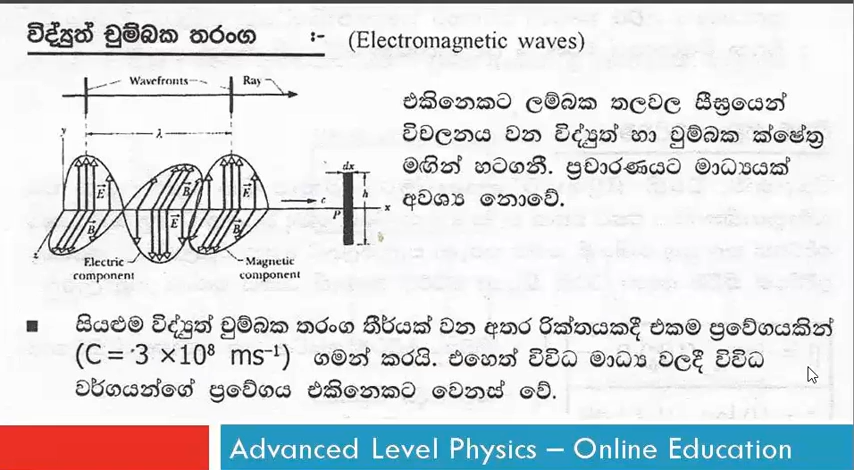 විද්‍යුත් චුම්බක තරංග :- (Electromagnetic waves)
Wavefronts Ray
y λ dx
E B E B E c P x
z
Electric component
Magnetic component
එකිනෙකට ලම්බක තලවල සීඝ්‍රයෙන්
විචලනය වන විද්‍යුත් හා චුම්බක ක්ෂේත්‍ර
මඟින් හටගනී. ප්‍රචාරණයට මාධ්‍යයක්
අවශ්‍ය නොවේ.
■ සියළුම විද්‍යුත් චුම්බක තරංග තීර්යක් වන අතර රික්තයකදී එකම ප්‍රවේගයකින්
(C = 3 ×10⁸ ms⁻¹) ගමන් කරයි. එහෙත් විවිධ මාධ්‍ය වලදී විවිධ
වර්ගයන්ගේ ප්‍රවේගය එකිනෙකට වෙනස් වේ.
Advanced Level Physics – Online Education